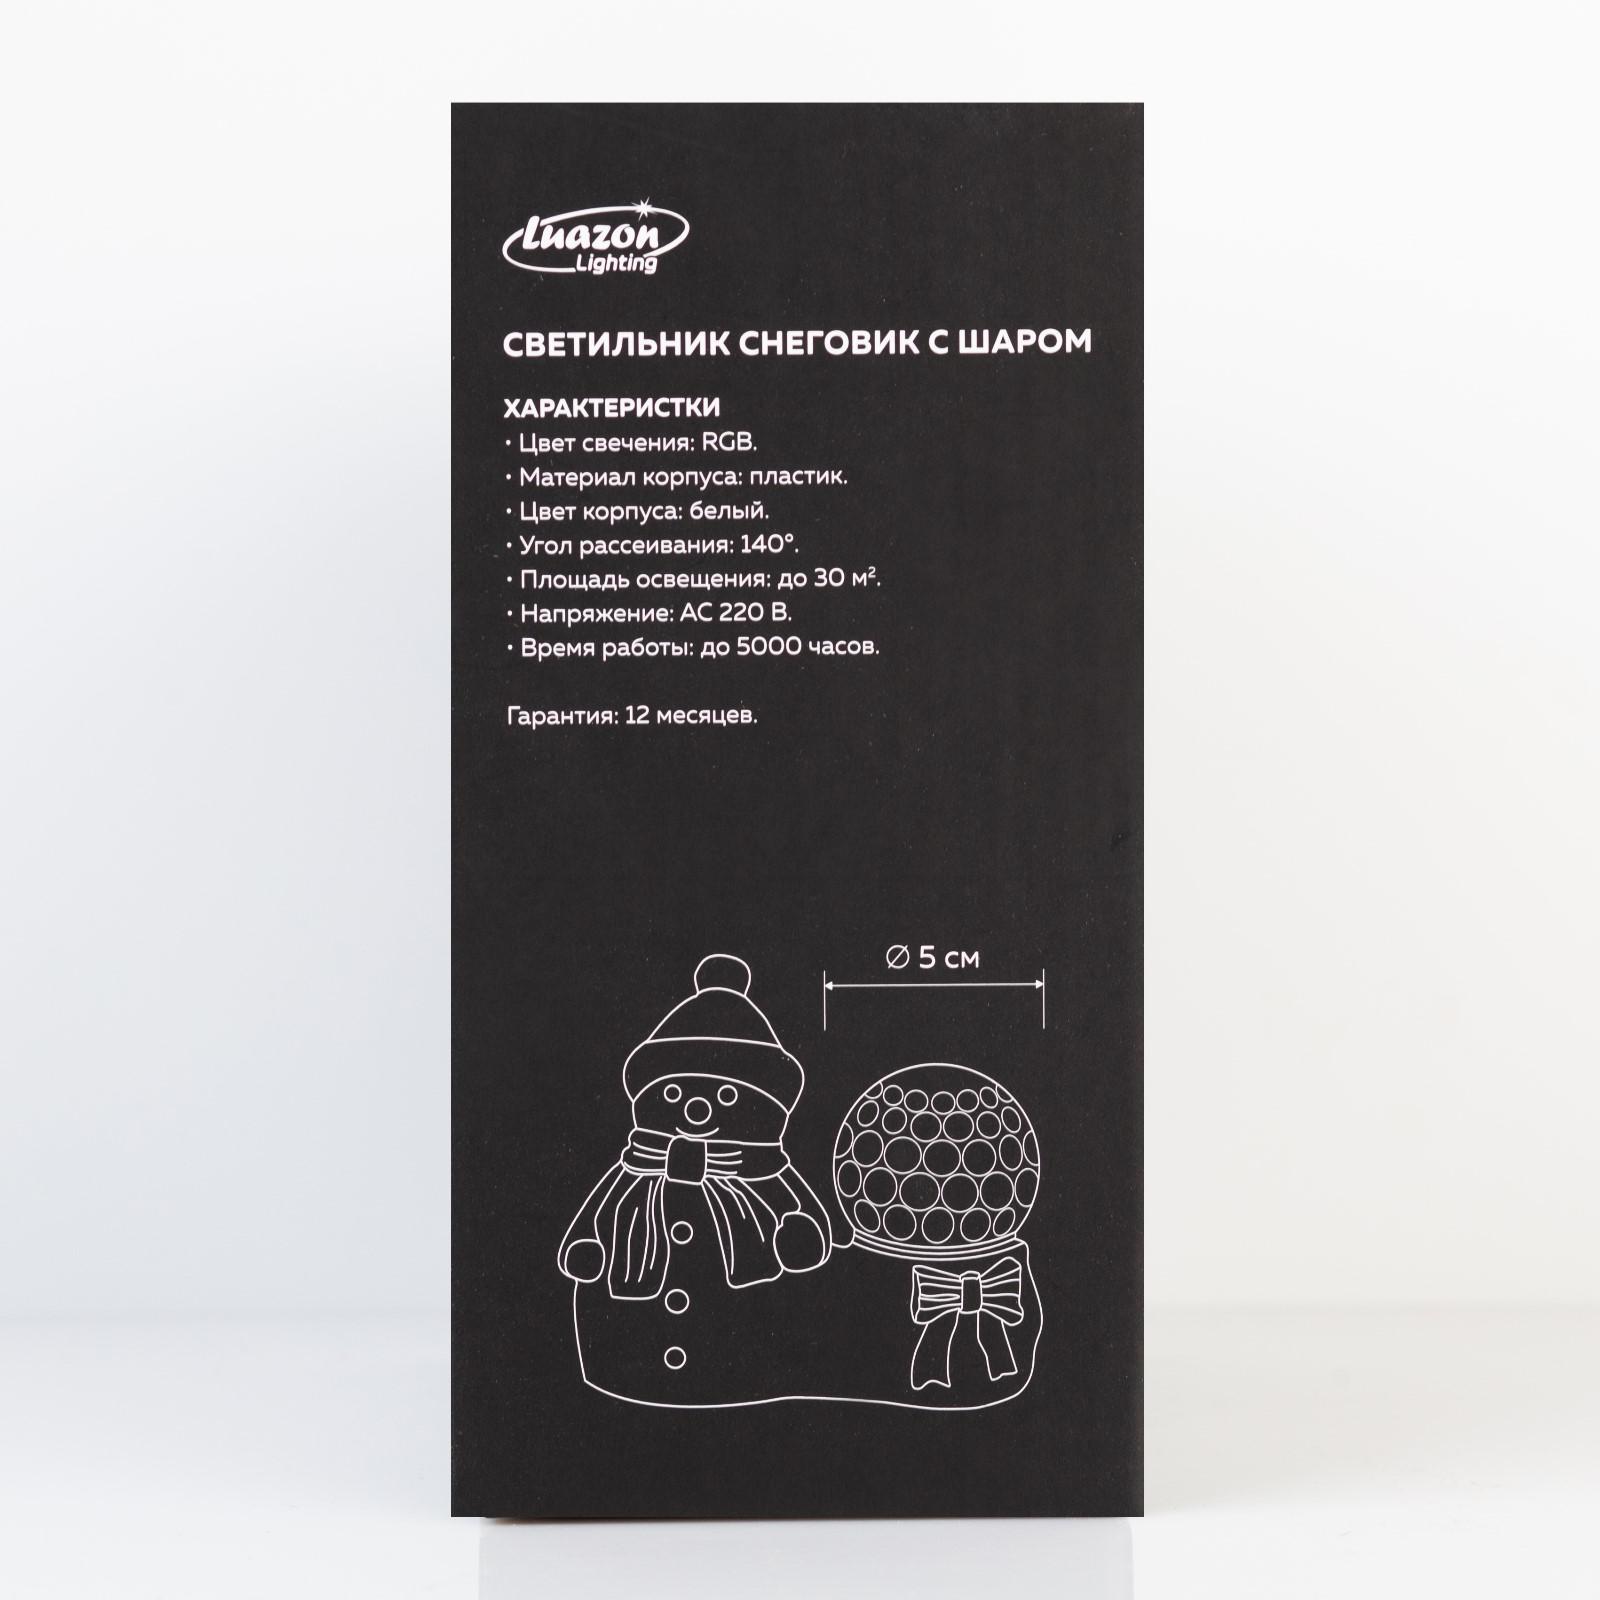 Luazon
Lighting
СВЕТИЛЬНИК СНЕГОВИК С ШАРОМ
ХАРАКТЕРИСТКИ
• Цвет свечения: RGB.
• Материал корпуса: пластик.
• Цвет корпуса: белый.
• Угол рассеивания: 140°.
• Площадь освещения: до 30 м².
• Напряжение: АС 220 В.
• Время работы: до 5000 часов.
Гарантия: 12 месяцев.
∅ 5 см